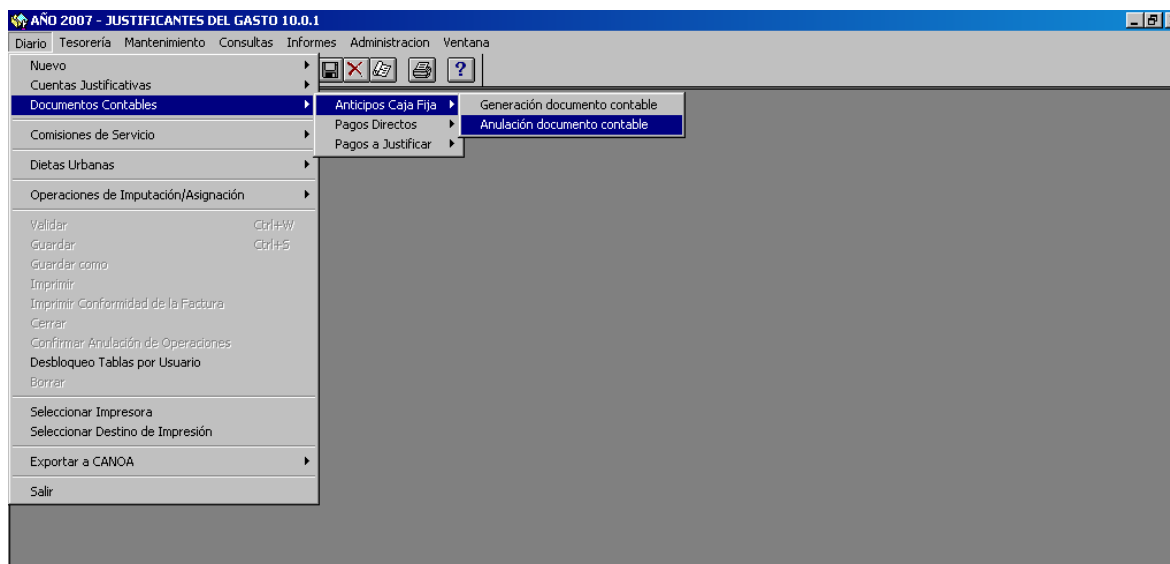 AÑO 2007 - JUSTIFICANTES DEL GASTO 10.0.1
Diario Tesorería Mantenimiento Consultas Informes Administracion Ventana
Nuevo
Cuentas Justificativas
Documentos Contables
Anticipos Caja Fija
Generación documento contable
Anulación documento contable
Pagos Directos
Pagos a Justificar
Comisiones de Servicio
Dietas Urbanas
Operaciones de Imputación/Asignación
Validar Ctrl+W
Guardar Ctrl+S
Guardar como
Imprimir
Imprimir Conformidad de la Factura
Cerrar
Confirmar Anulación de Operaciones
Desbloqueo Tablas por Usuario
Borrar
Seleccionar Impresora
Seleccionar Destino de Impresión
Exportar a CANOA
Salir